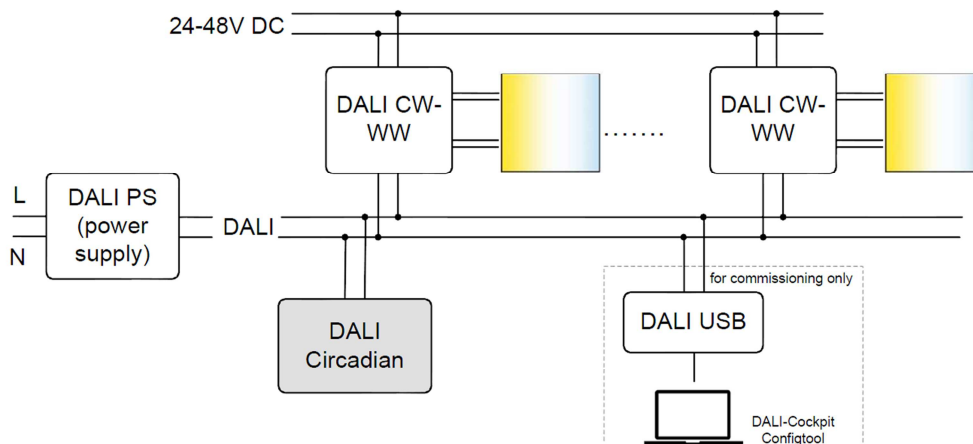 24-48V DC
DALI CW-
WW
.......
DALI CW-
WW
L
N
DALI PS
(power
supply)
DALI
for commissioning only
DALI
Circadian
DALI USB
DALI-Cockpit
Configtool